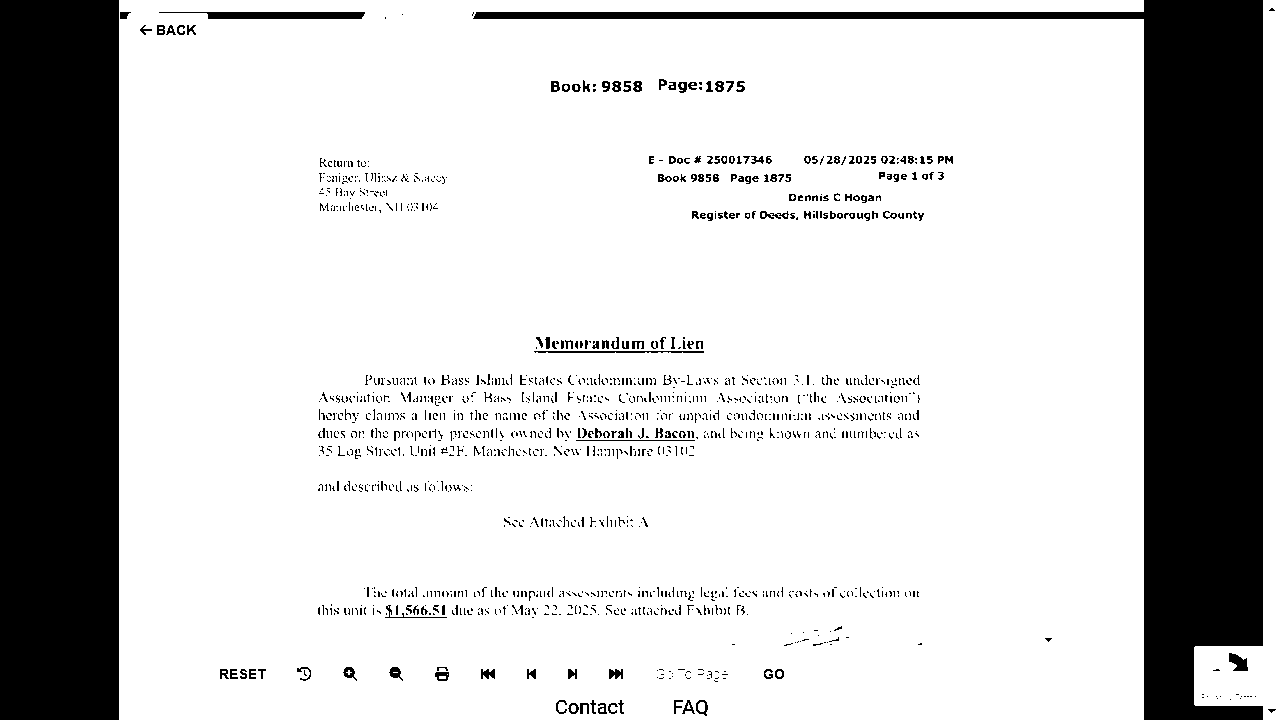 BACK
Book: 9858 Page:1875
Return to:
Feniger, Uliasz & Stacey
45 Bay Street
Manchester, NH 03104
E - Doc # 250017346 05/28/2025 02:48:15 PM
Book 9858 Page 1875 Page 1 of 3
Dennis C Hogan
Register of Deeds, Hillsborough County
Memorandum of Lien
Pursuant to Bass Island Estates Condominium By-Laws at Section 3.1, the undersigned
Association Manager of Bass Island Estates Condominium Association ("the Association")
hereby claims a lien in the name of the Association for unpaid condominium assessments and
dues on the property presently owned by Deborah J. Bacon, and being known and numbered as
35 Log Street, Unit #2F, Manchester, New Hampshire 03102
and described as follows:
See Attached Exhibit A
The total amount of the unpaid assessments including legal fees and costs of collection on
this unit is $1,566.51 due as of May 22, 2025. See attached Exhibit B.
RESET Go To Page GO
Contact FAQ